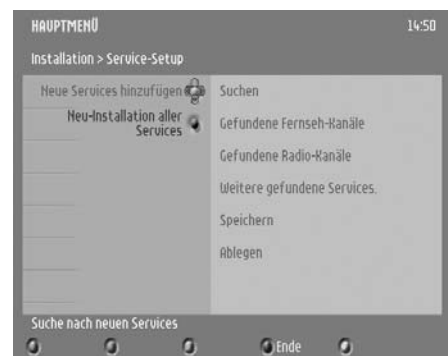 HAUPTMENÜ
14:50
Installation > Service-Setup
Neue Services hinzufügen
Neu-Installation aller
Services
Suchen
Gefundene Fernseh-Kanäle
Gefundene Radio-Kanäle
Weitere gefundene Services.
Speichern
Ablegen
Suche nach neuen Services
Ende